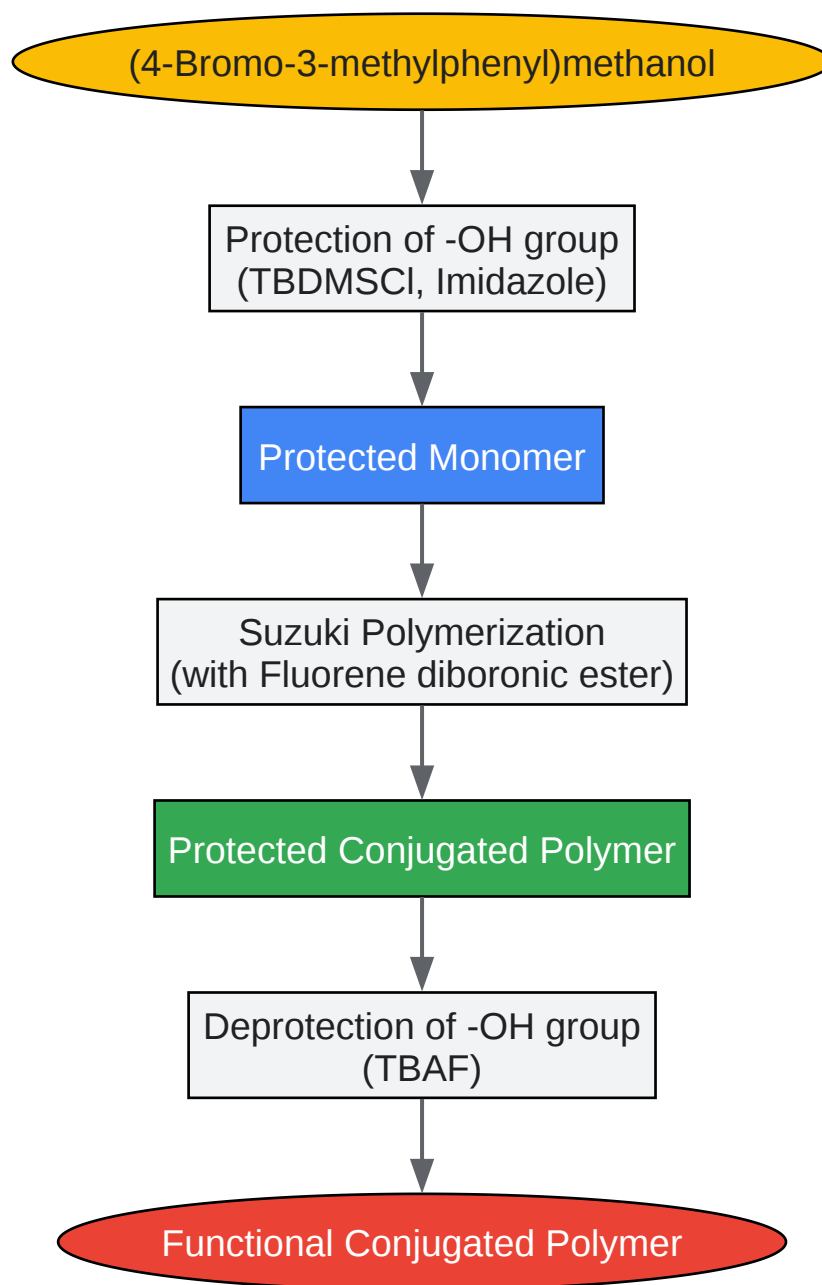 (4-Bromo-3-methylphenyl)methanol
Protection of -OH group
(TBDMSCl, Imidazole)
Protected Monomer
Suzuki Polymerization
(with Fluorene diboronic ester)
Protected Conjugated Polymer
Deprotection of -OH group
(TBAF)
Functional Conjugated Polymer